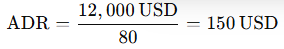 ADR = 12,000 USD / 80 = 150 USD